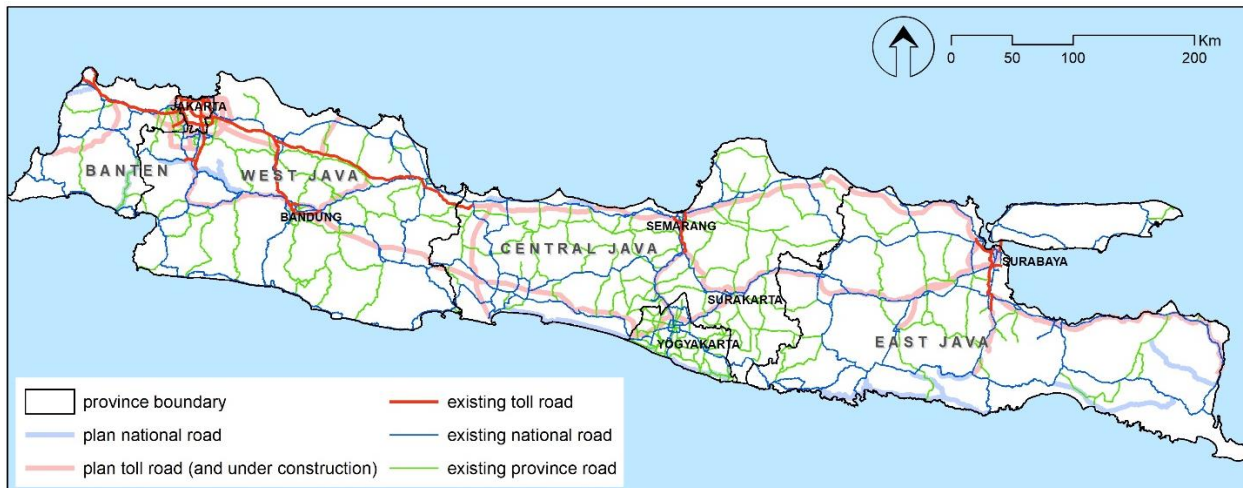 Km
0 50 100 200
JAKARTA
BANTEN
WEST JAVA
BANDUNG
SEMARANG
CENTRAL JAVA
SURABAYA
SURAKARTA
YOGYAKARTA
EAST JAVA
province boundary
plan national road
plan toll road (and under construction)
existing toll road
existing national road
existing province road